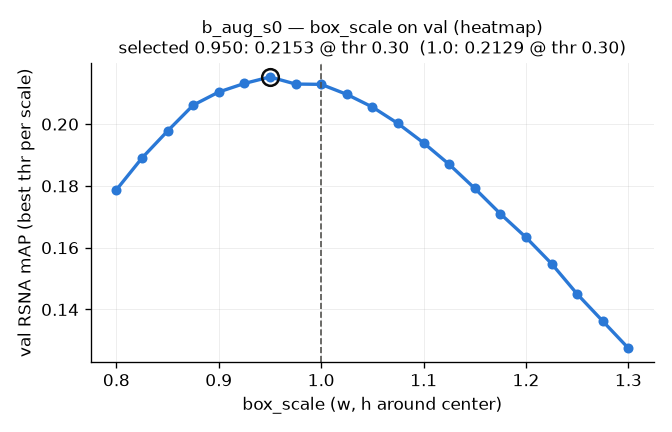 b_aug_s0 — box_scale on val (heatmap)
selected 0.950: 0.2153 @ thr 0.30  (1.0: 0.2129 @ thr 0.30)
val RSNA mAP (best thr per scale)
0.20
0.18
0.16
0.14
0.8 0.9 1.0 1.1 1.2 1.3
box_scale (w, h around center)